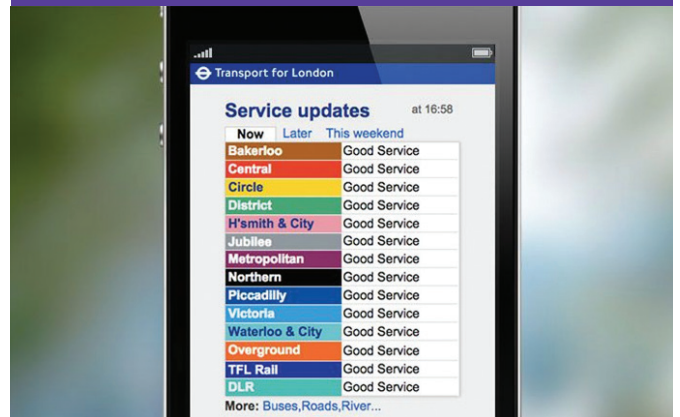 Transport for London
Service updates at 16:58
Now Later This weekend
Bakerloo Good Service
Central Good Service
Circle Good Service
District Good Service
H'smith & City Good Service
Jubilee Good Service
Metropolitan Good Service
Northern Good Service
Piccadilly Good Service
Victoria Good Service
Waterloo & City Good Service
Overground Good Service
TFL Rail Good Service
DLR Good Service
More: Buses,Roads,River...